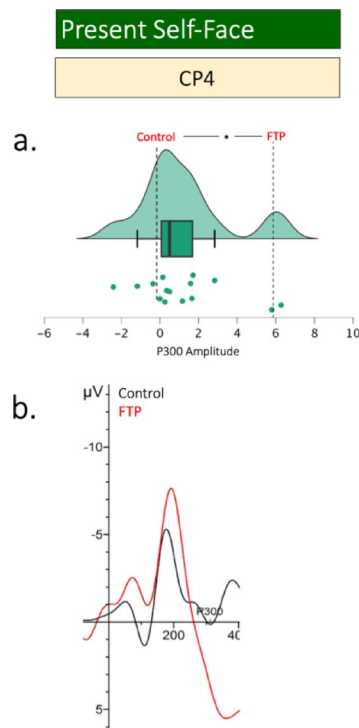 Present Self-Face
CP4
a.
Control FTP
−6 −4 −2 0 2 4 6 8 10
P300 Amplitude
b.
µV Control
FTP
-10
-5
P300
200 40
5